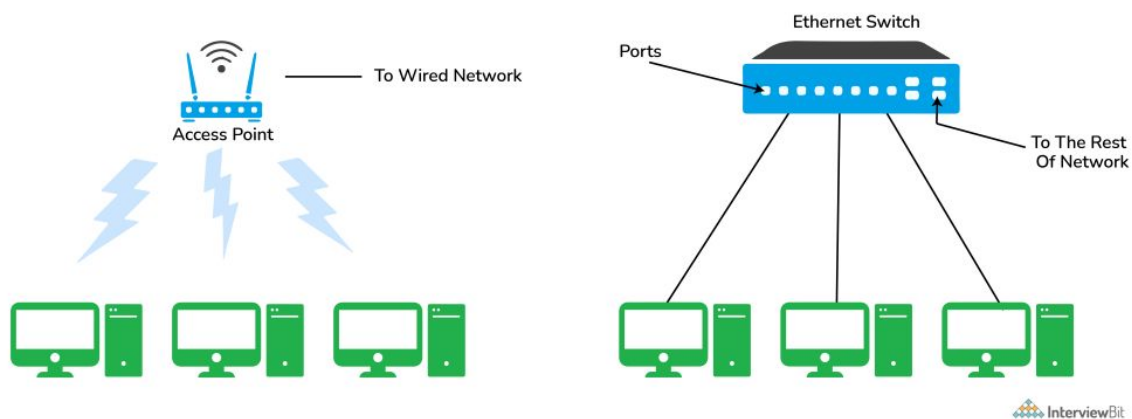 To Wired Network
Access Point
Ethernet Switch
Ports
To The Rest
Of Network
InterviewBit